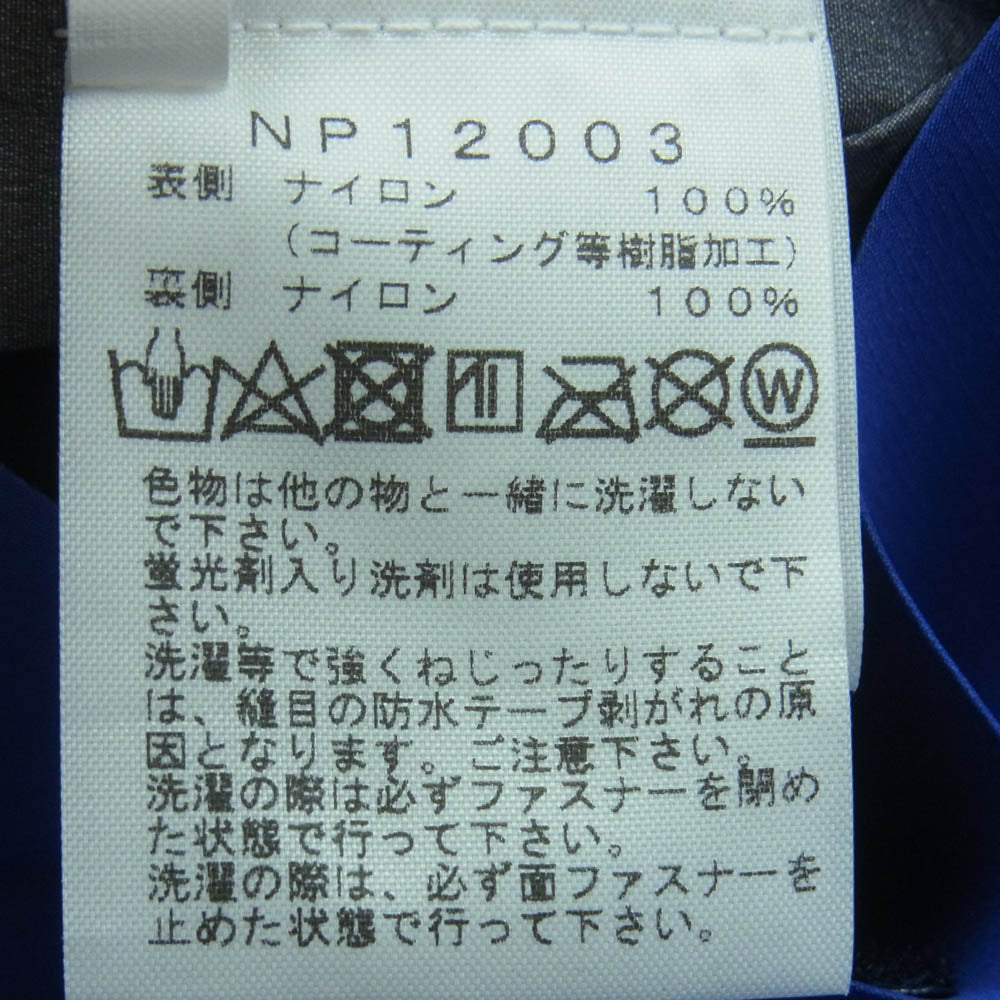 NP12003
表側 ナイロン 100%
(コーティング等樹脂加工)
裏側 ナイロン 100%
W
色物は他の物と一緒に洗濯しない
で下さい。
蛍光剤入り洗剤は使用しないで下
さい。
洗濯等で強くねじったりすること
は、縫目の防水テープ剥がれの原
因となります。ご注意下さい。
洗濯の際は必ずファスナーを閉め
た状態で行って下さい。
洗濯の際は、必ず面ファスナーを
止めた状態で行って下さい。